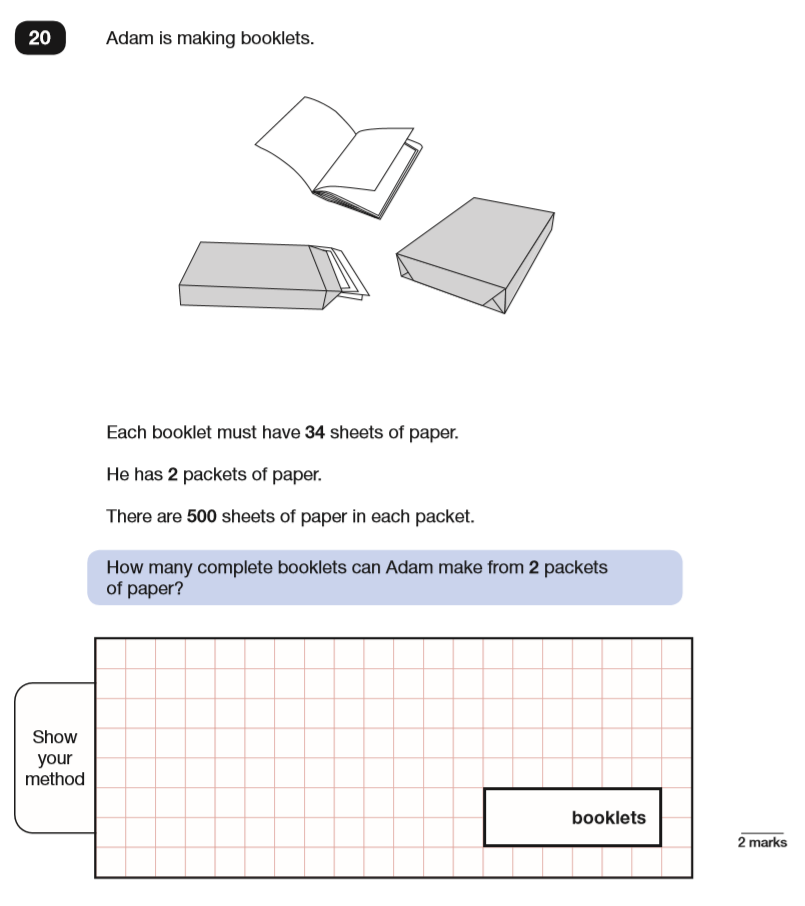 20
Adam is making booklets.
Each booklet must have 34 sheets of paper.
He has 2 packets of paper.
There are 500 sheets of paper in each packet.
How many complete booklets can Adam make from 2 packets
of paper?
Show
your
method
booklets
2 marks